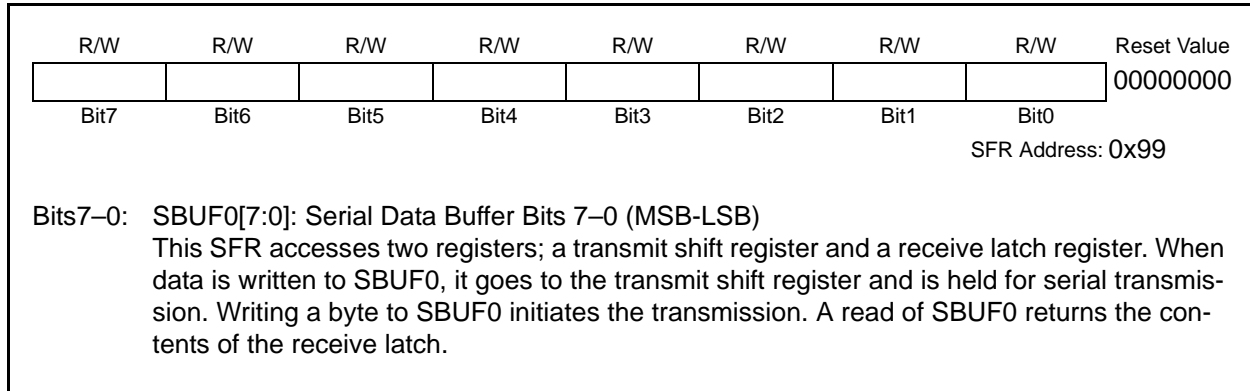 R/W R/W R/W R/W R/W R/W R/W R/W Reset Value
00000000
Bit7 Bit6 Bit5 Bit4 Bit3 Bit2 Bit1 Bit0
SFR Address: 0x99
Bits7–0: SBUF0[7:0]: Serial Data Buffer Bits 7–0 (MSB-LSB)
This SFR accesses two registers; a transmit shift register and a receive latch register. When
data is written to SBUF0, it goes to the transmit shift register and is held for serial transmis-
sion. Writing a byte to SBUF0 initiates the transmission. A read of SBUF0 returns the con-
tents of the receive latch.